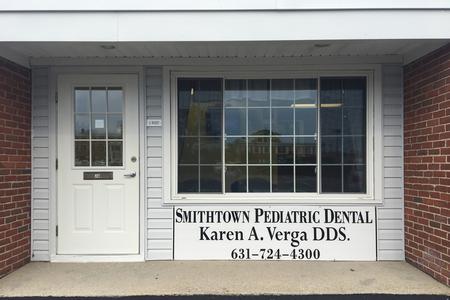 SMITHTOWN PEDIATRIC DENTAL
Karen A. Verga DDS.
631-724-4300